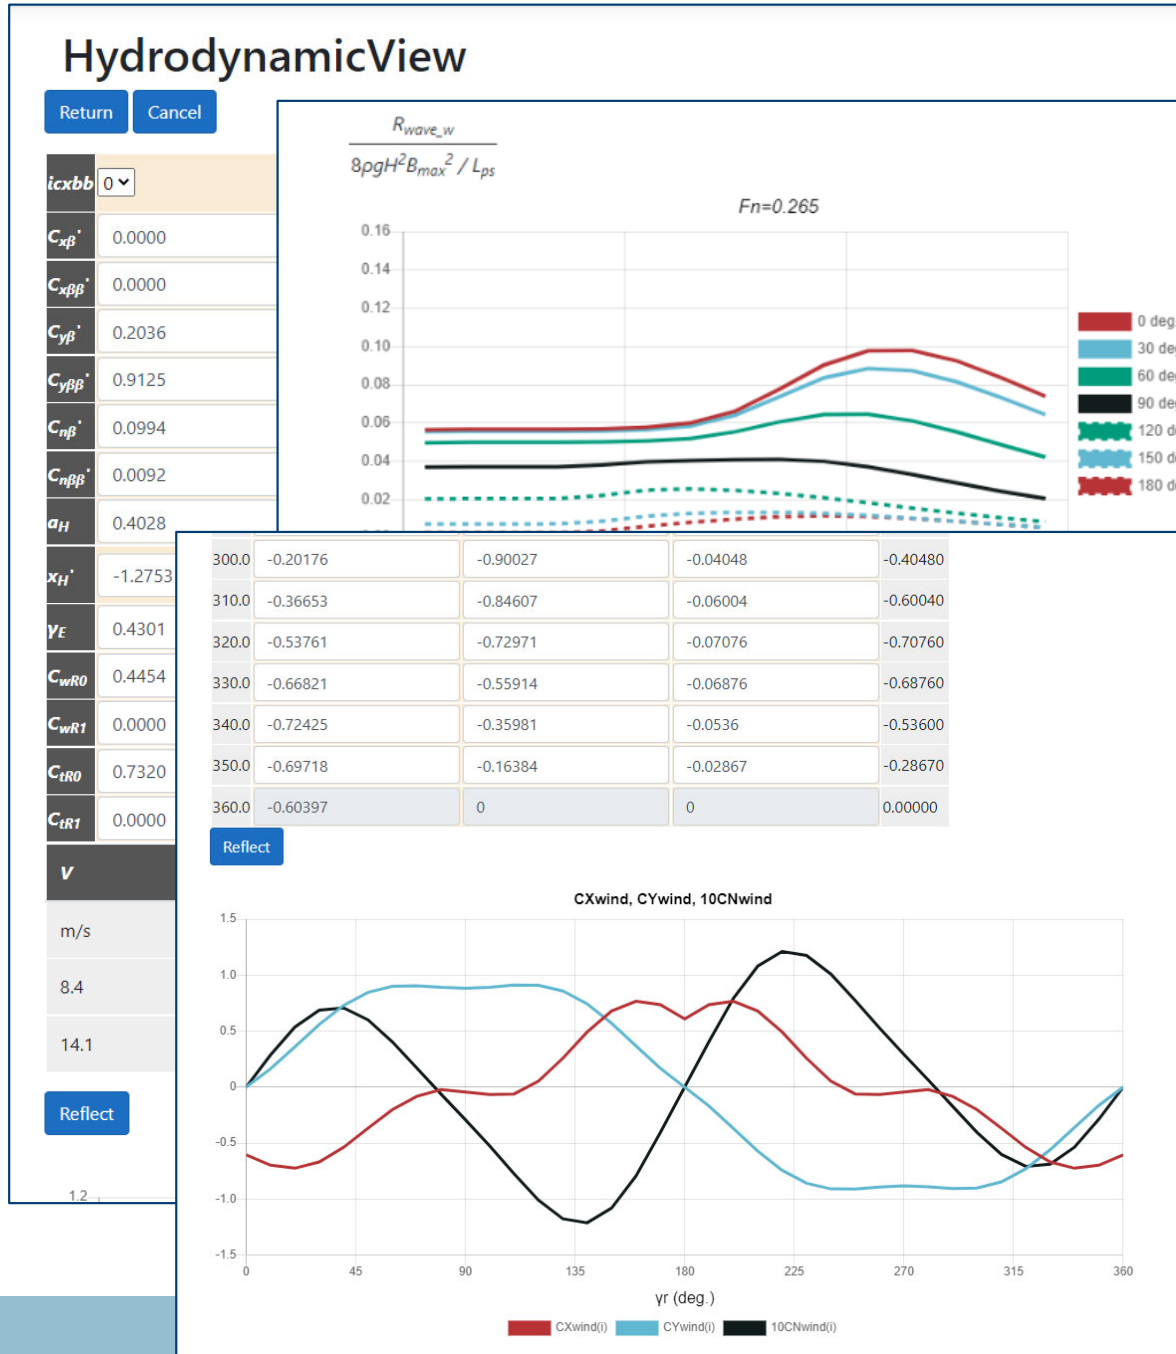 HydrodynamicView
Return Cancel
icxbb 0
Cxβ' 0.0000
Cxββ' 0.0000
Cyβ' 0.2036
Cyββ' 0.9125
Cnβ' 0.0994
Cnββ' 0.0092
aH 0.4028
xH' -1.2753
γE 0.4301
CwR0 0.4454
CwR1 0.0000
CtR0 0.7320
CtR1 0.0000
V
m/s
8.4
14.1
Reflect
1.2
Rwave_w
8ρgH²Bmax² / Lps
Fn=0.265
0.16
0.14
0.12
0.10
0.08
0.06
0.04
0.02
0 deg.
30 de
60 de
90 de
120 d
150 d
180 d
300.0 -0.20176 -0.90027 -0.04048 -0.40480
310.0 -0.36653 -0.84607 -0.06004 -0.60040
320.0 -0.53761 -0.72971 -0.07076 -0.70760
330.0 -0.66821 -0.55914 -0.06876 -0.68760
340.0 -0.72425 -0.35981 -0.0536 -0.53600
350.0 -0.69718 -0.16384 -0.02867 -0.28670
360.0 -0.60397 0 0 0.00000
Reflect
CXwind, CYwind, 10CNwind
1.5
1.0
0.5
0
-0.5
-1.0
-1.5
0 45 90 135 180 225 270 315 360
γr (deg.)
CXwind(i) CYwind(i) 10CNwind(i)